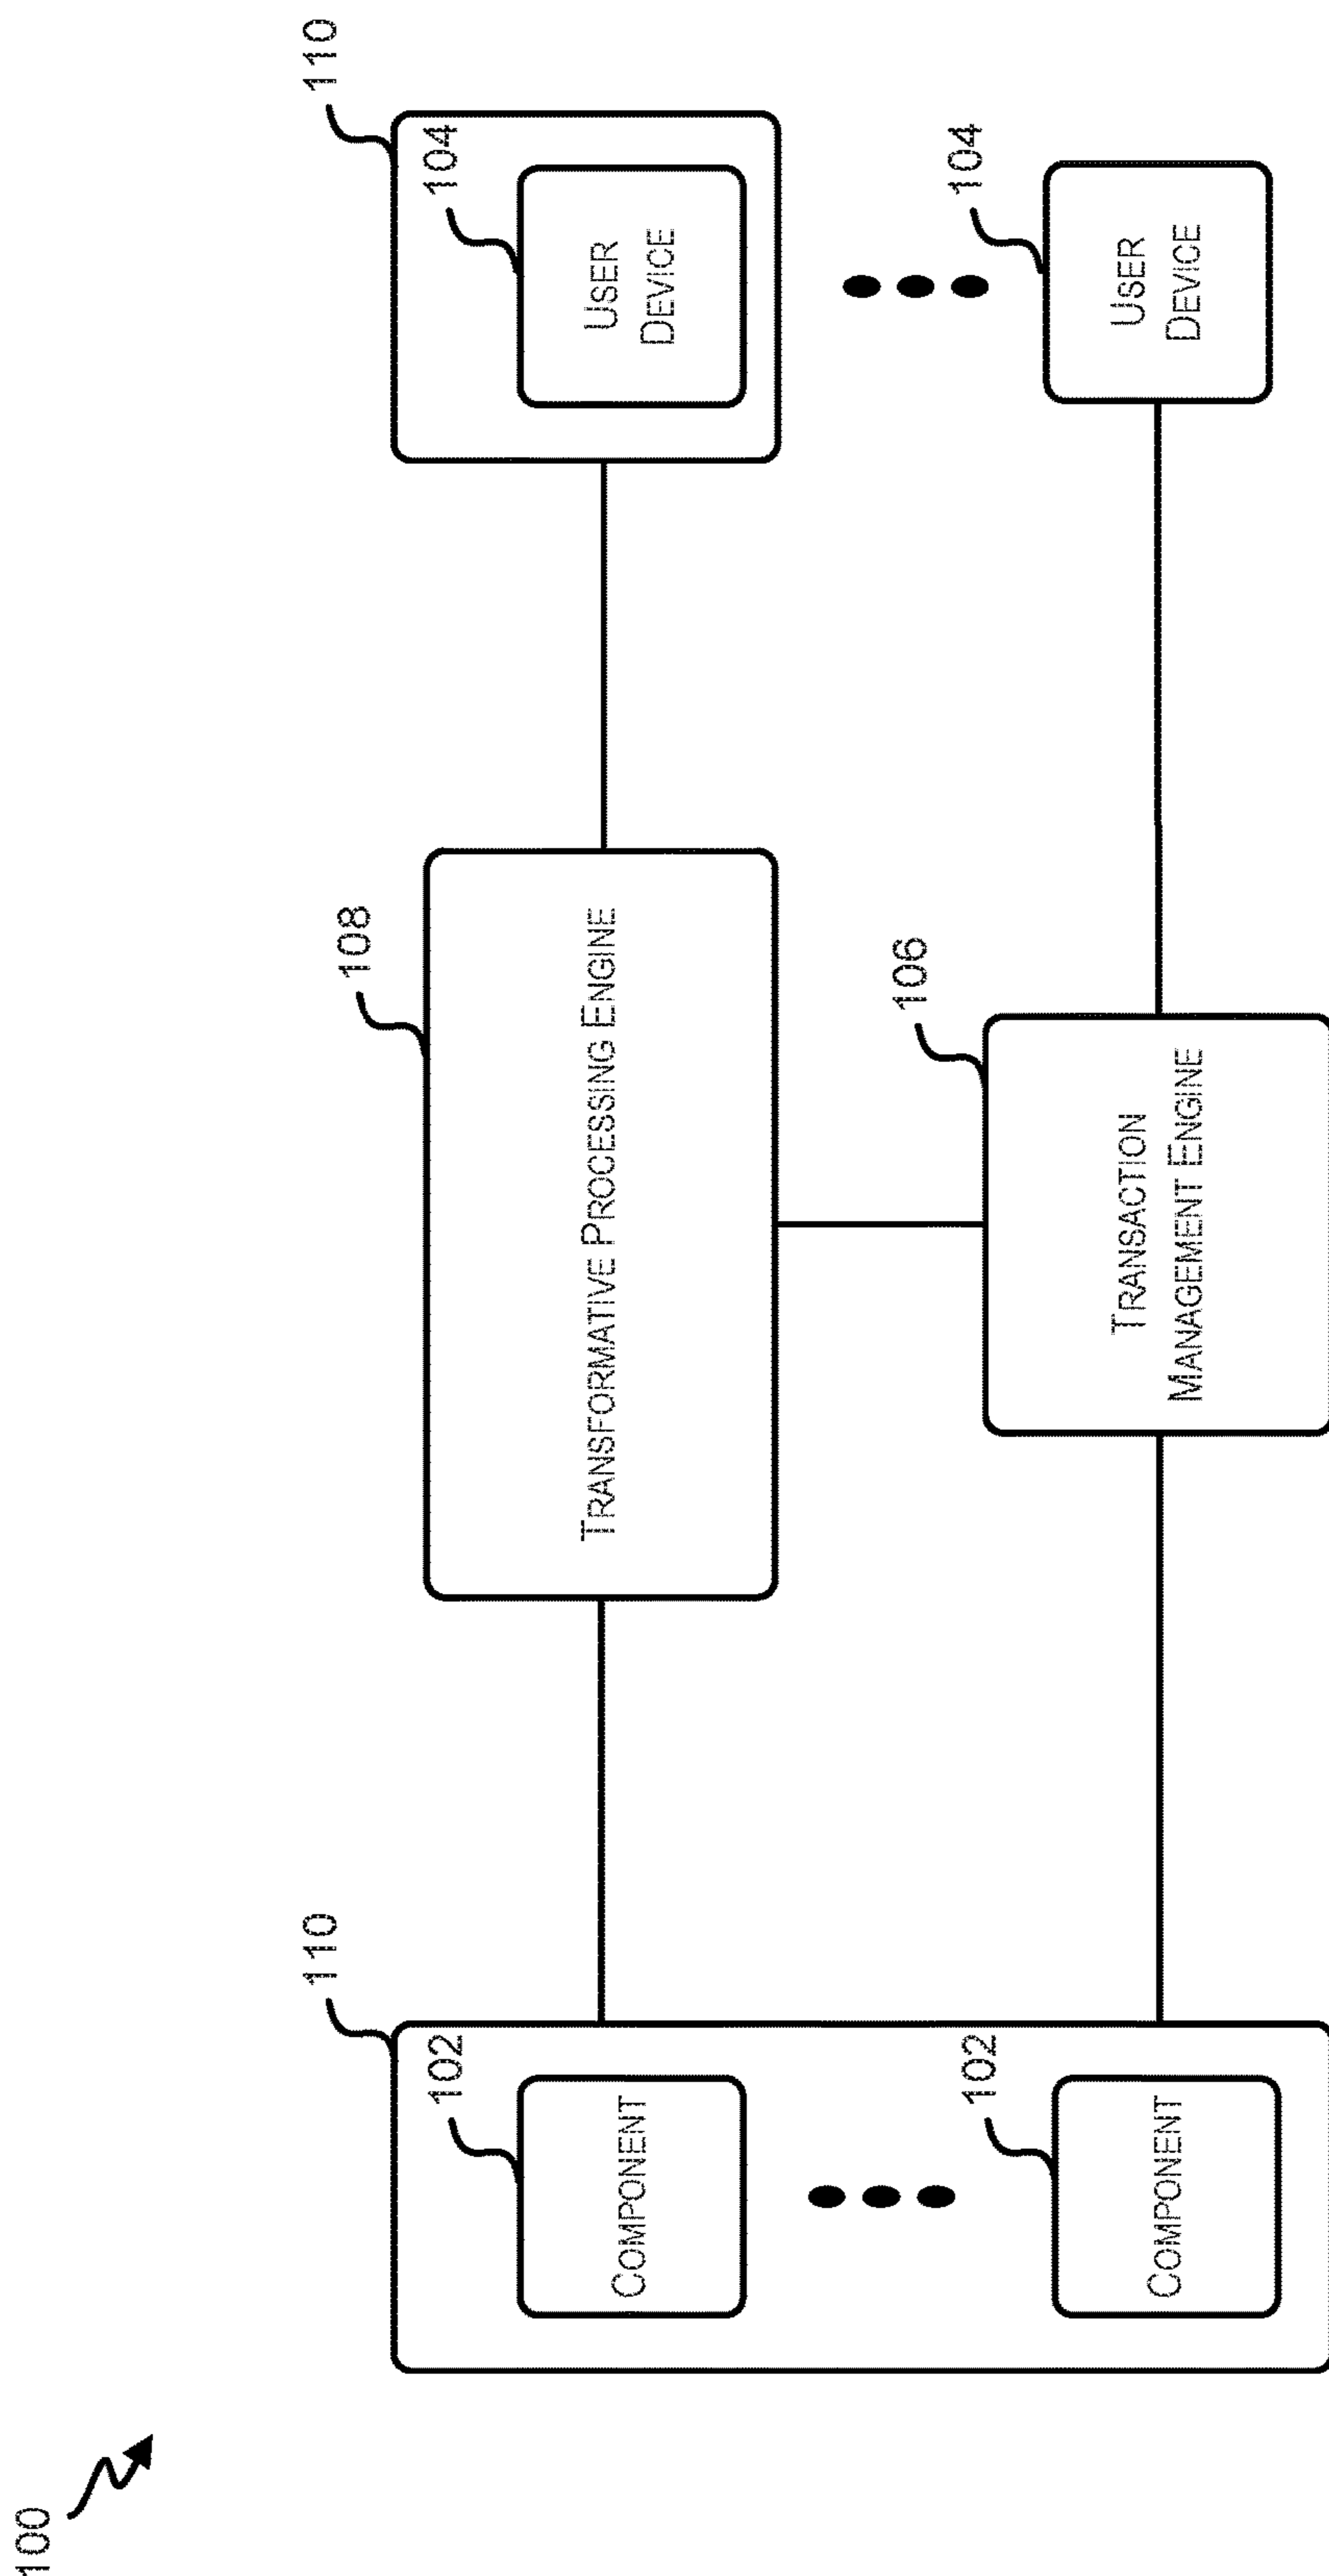 100
110
110
108
102
104
COMPONENT
TRANSFORMATIVE PROCESSING ENGINE
USER
DEVICE
106
102
104
COMPONENT
TRANSACTION
MANAGEMENT ENGINE
USER
DEVICE